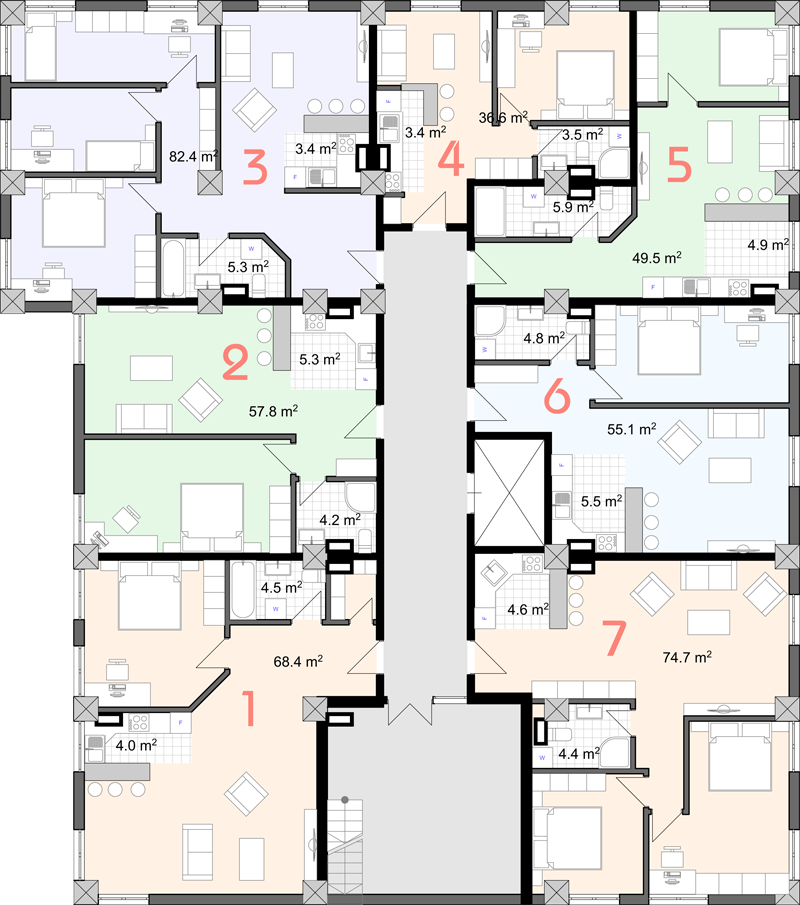 F
36.6 m²
82.4 m²
3
3.4 m²
F
3.4 m²
4
3.5 m²
W
5
W
5.9 m²
4.9 m²
49.5 m²
F
5.3 m²
W
2
5.3 m²
F
57.8 m²
4.8 m²
W
6
55.1 m²
F
5.5 m²
4.2 m²
W
4.5 m²
W
4.6 m²
F
7
74.7 m²
68.4 m²
1
F
4.0 m²
4.4 m²
W